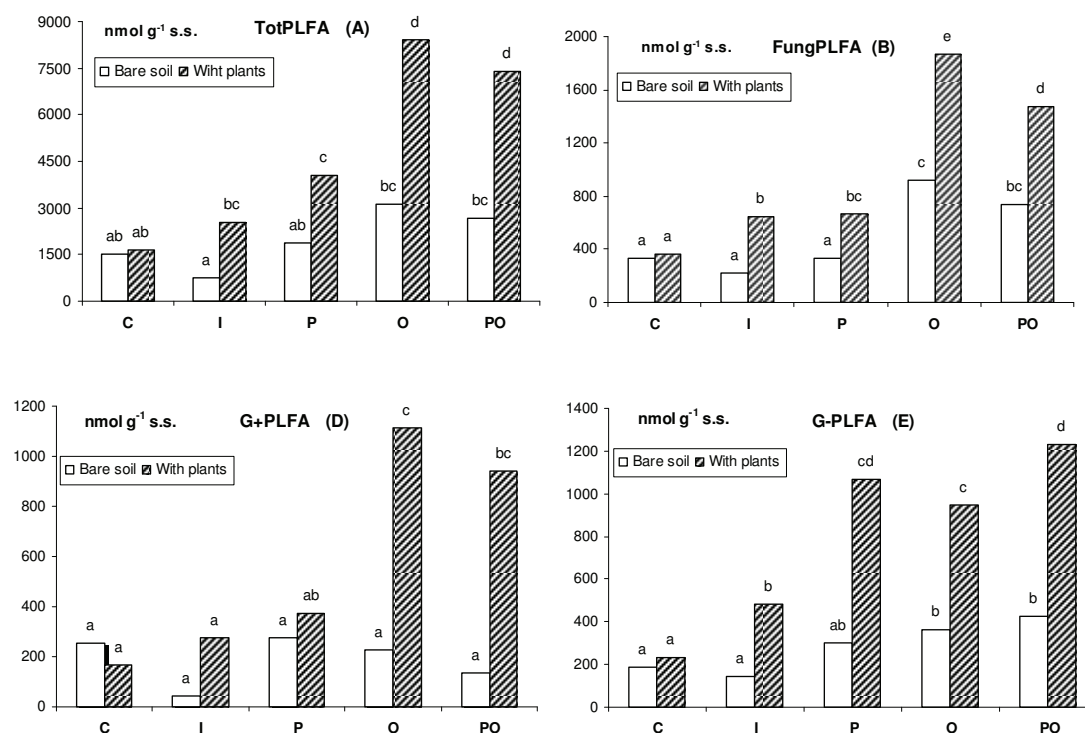 nmol g⁻¹ s.s. TotPLFA (A)
Bare soil Wiht plants
9000
7500
6000
4500
3000
1500
0
ab ab a bc ab c bc d bc d
C I P O PO
nmol g⁻¹ s.s. FungPLFA (B)
Bare soil With plants
2000
1600
1200
800
400
0
a a a b a bc c e bc d
C I P O PO
nmol g⁻¹ s.s. G+PLFA (D)
Bare soil With plants
1200
1000
800
600
400
200
0
a a a a a ab a c a bc
C I P O PO
nmol g⁻¹ s.s. G-PLFA (E)
Bare soil With plants
1400
1200
1000
800
600
400
200
0
a a a b ab cd b c b d
C I P O PO